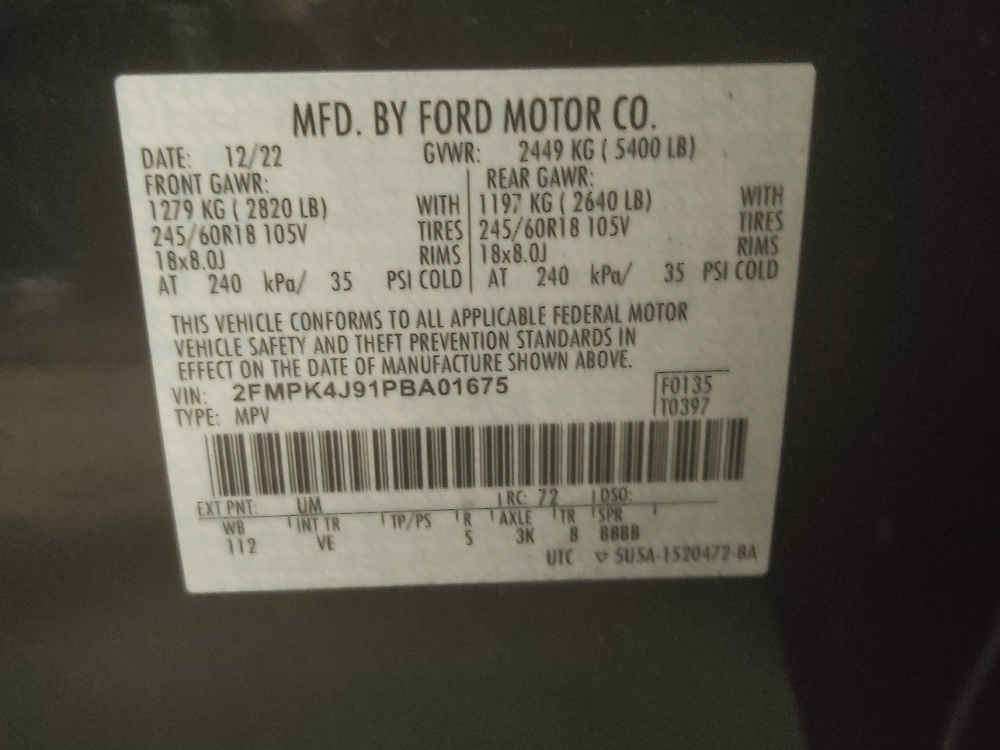 MFD. BY FORD MOTOR CO.
DATE: 12/22 GVWR: 2449 KG ( 5400 LB)
FRONT GAWR: REAR GAWR:
1279 KG ( 2820 LB) WITH 1197 KG ( 2640 LB) WITH
245/60R18 105V TIRES 245/60R18 105V TIRES
18x8.0J RIMS 18x8.0J RIMS
AT 240 kPa/ 35 PSI COLD AT 240 kPa/ 35 PSI COLD
THIS VEHICLE CONFORMS TO ALL APPLICABLE FEDERAL MOTOR
VEHICLE SAFETY AND THEFT PREVENTION STANDARDS IN
EFFECT ON THE DATE OF MANUFACTURE SHOWN ABOVE.
VIN: 2FMPK4J91PBA01675 F0135
TYPE: MPV T0397
EXT PNT: UM RC: 72 DSO:
WB INT TR TP/PS R AXLE TR SPR
112 VE 5 3K 8 BBBB
UTC ▽ 5U5A-1520472-BA